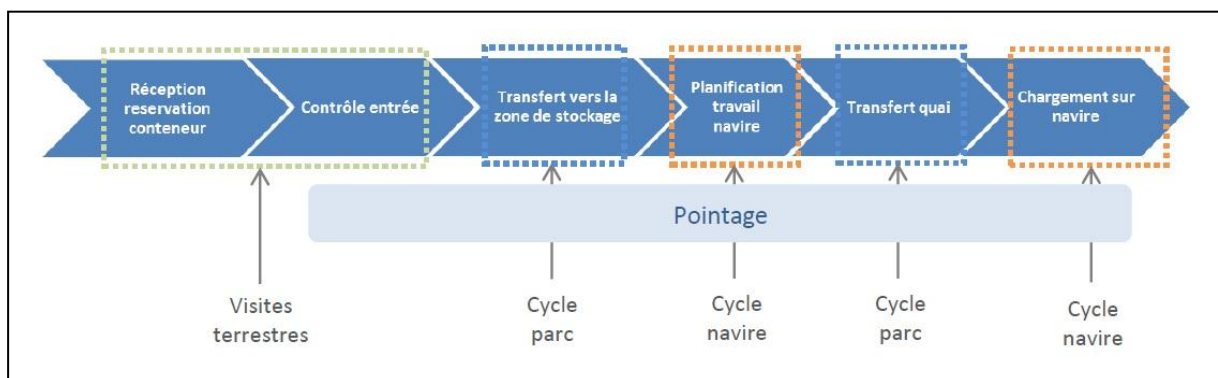 Réception
reservation
conteneur
Contrôle entrée
Transfert vers la
zone de stockage
Planification
travail
navire
Transfert quai
Chargement sur
navire
Pointage
Visites
terrestres
Cycle
parc
Cycle
navire
Cycle
parc
Cycle
navire